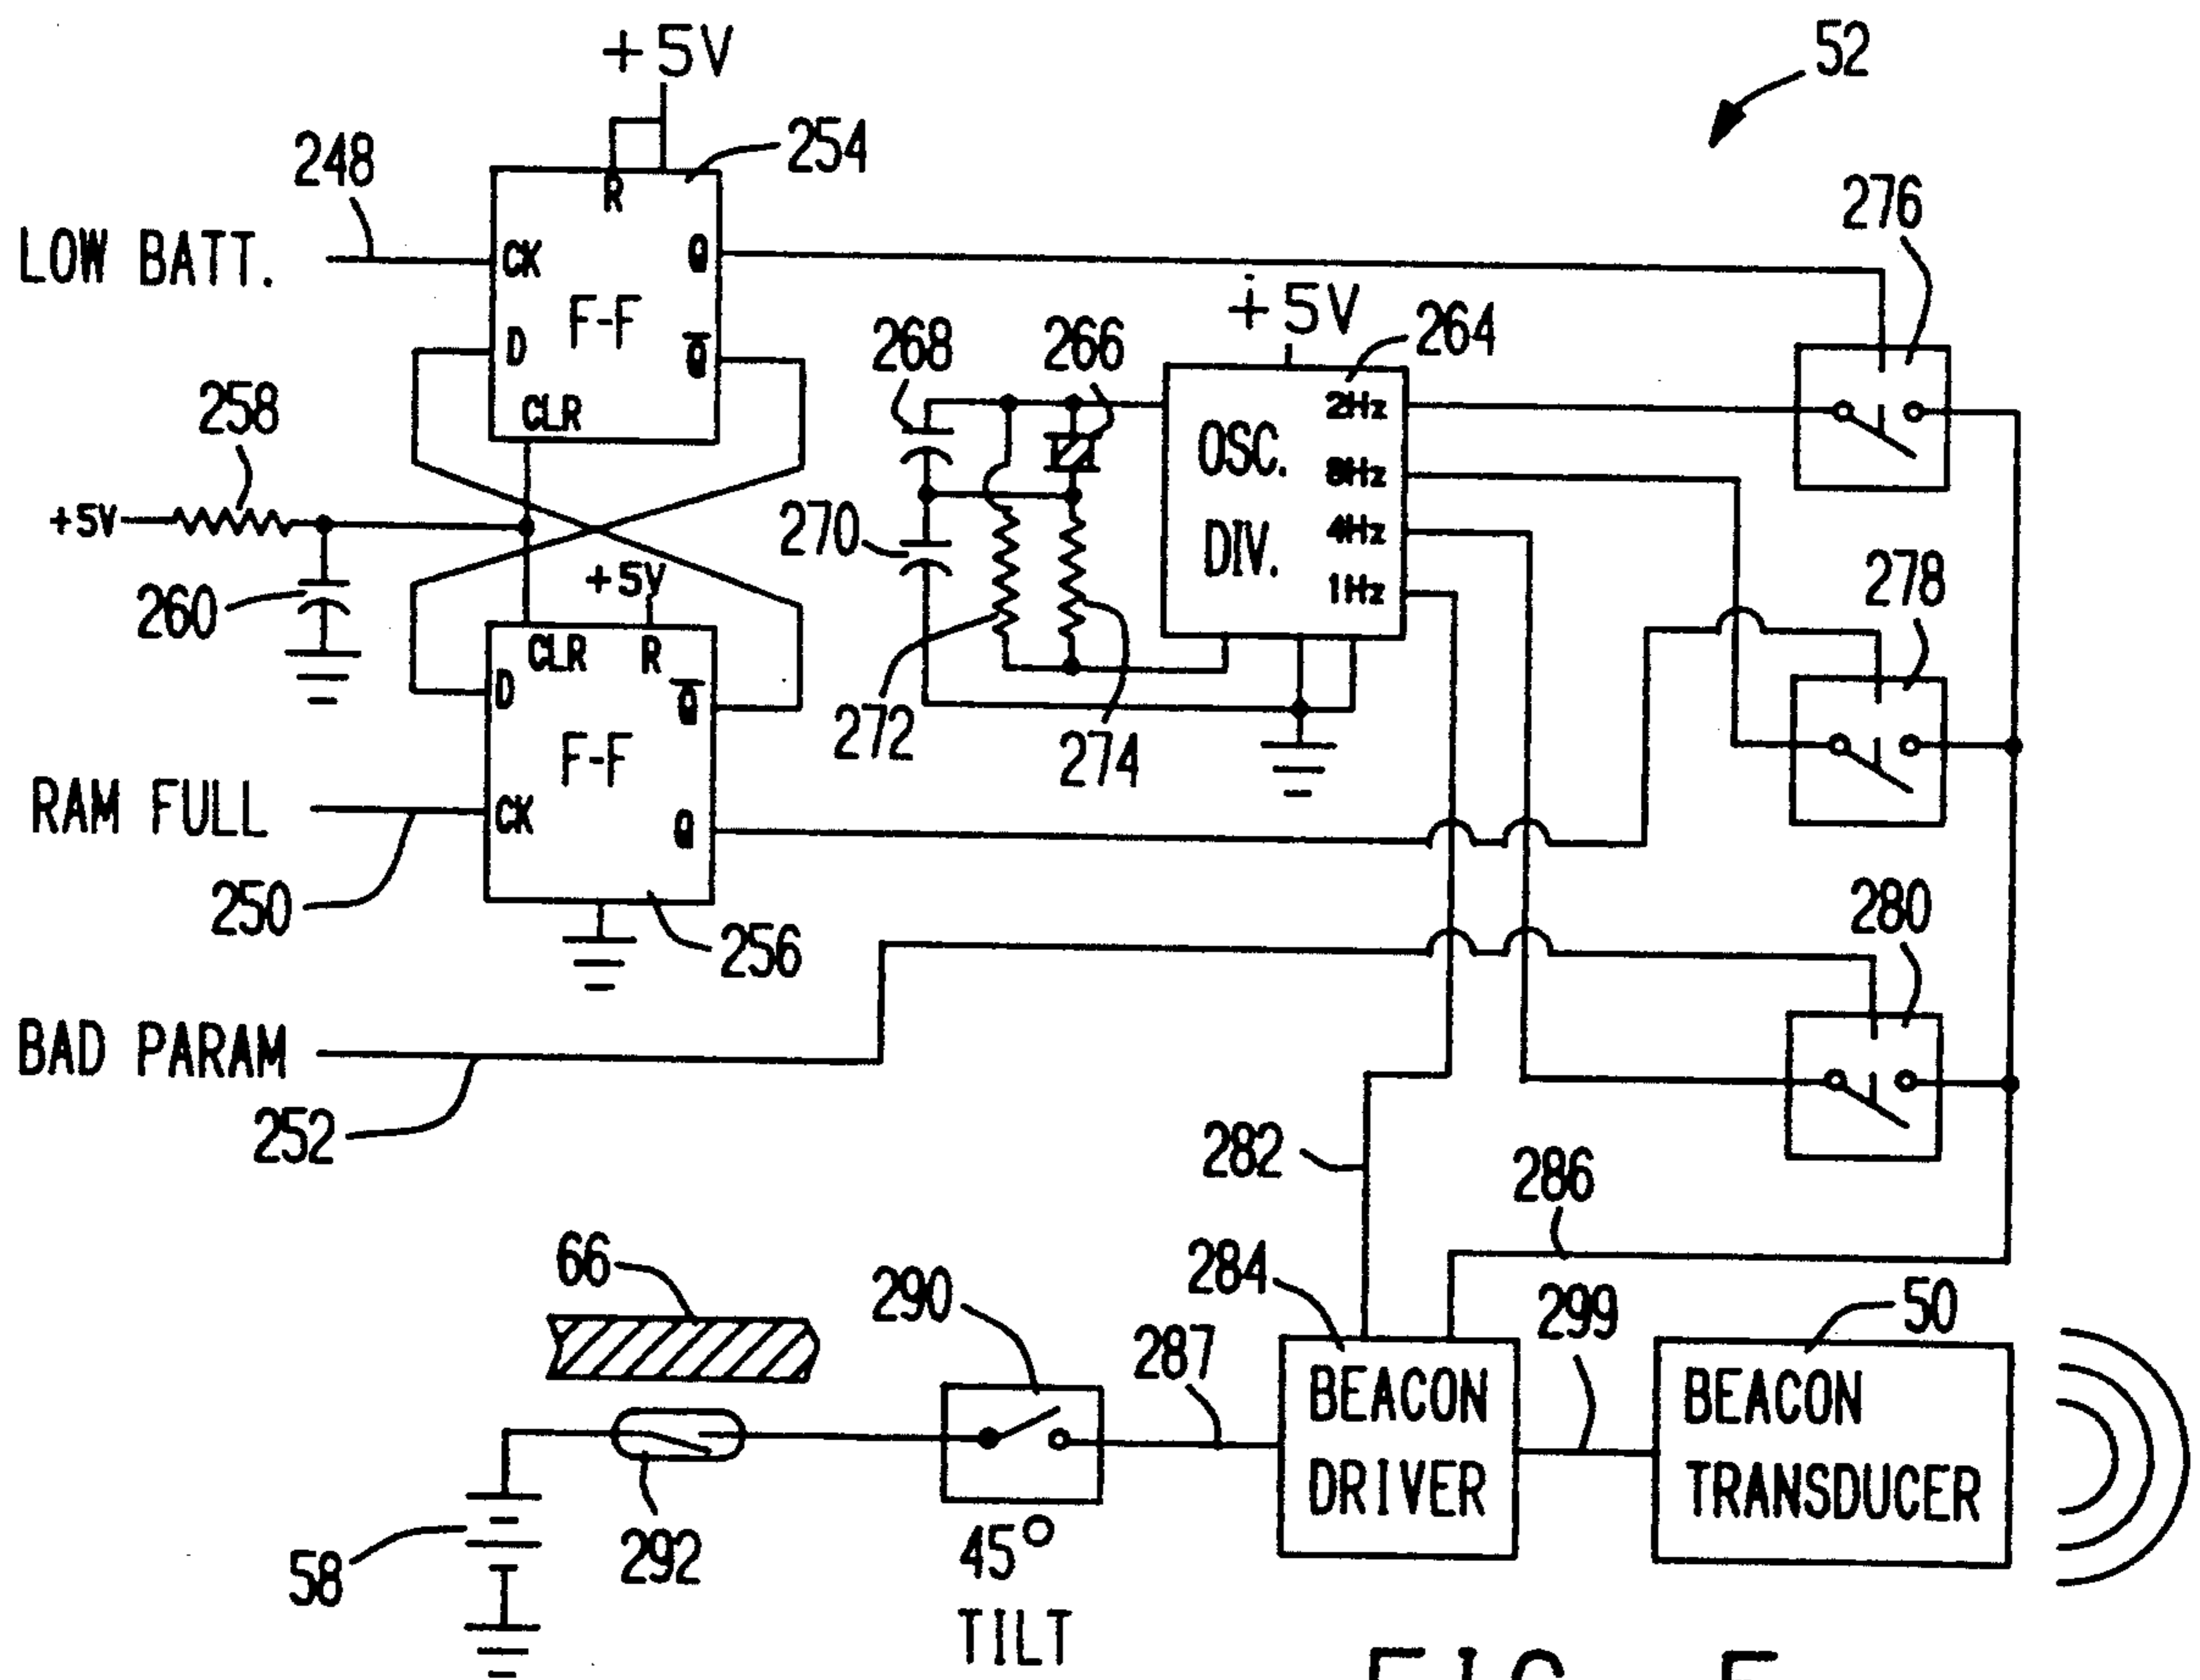 +5V
52
248
254
R
276
LOW BATT.
CK
Q
F-F
D
Q̅
CLR
+5V
264
268
266
2Hz
258
OSC.
8Hz
+5V
270
DIV.
4Hz
278
+5V
1Hz
260
CLR R
D
Q̅
272
274
F-F
RAM FULL
CK
Q
250
256
280
BAD PARAM
252
282
286
66
290
284
287
299
50
BEACON
DRIVER
BEACON
TRANSDUCER
58
292
45°
TILT